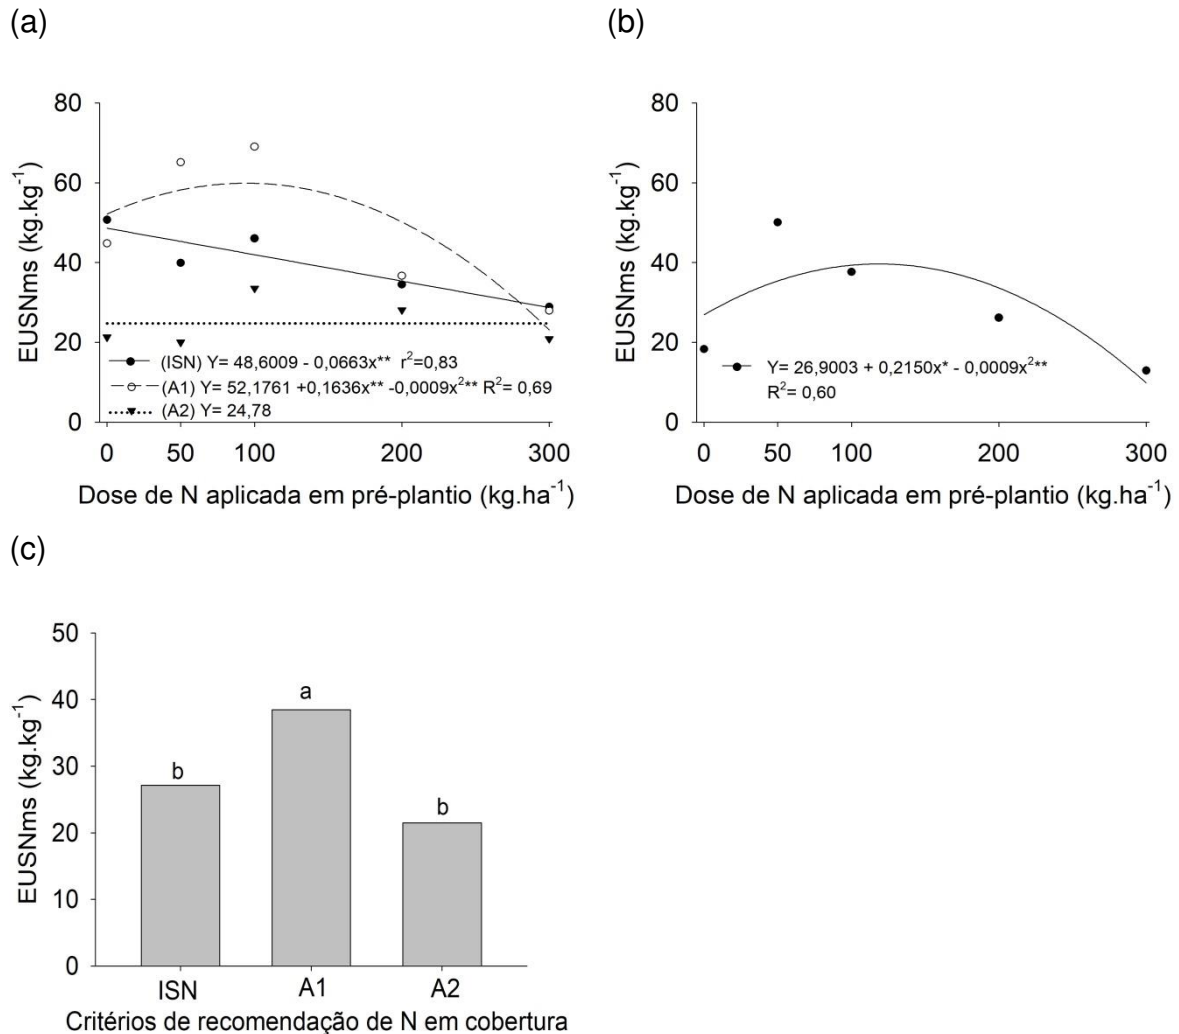 (a)
80
60
40
20
0
EUSNms (kg.kg⁻¹)
(ISN) Y= 48,6009 - 0,0663x** r²=0,83
(A1) Y= 52,1761 +0,1636x** -0,0009x²** R²= 0,69
(A2) Y= 24,78
0 50 100 200 300
Dose de N aplicada em pré-plantio (kg.ha⁻¹)
(b)
80
60
40
20
0
EUSNms (kg.kg⁻¹)
Y= 26,9003 + 0,2150x* - 0,0009x²**
R²= 0,60
0 50 100 200 300
Dose de N aplicada em pré-plantio (kg.ha⁻¹)
(c)
50
40
30
20
10
0
EUSNms (kg.kg⁻¹)
b
a
b
ISN A1 A2
Critérios de recomendação de N em cobertura